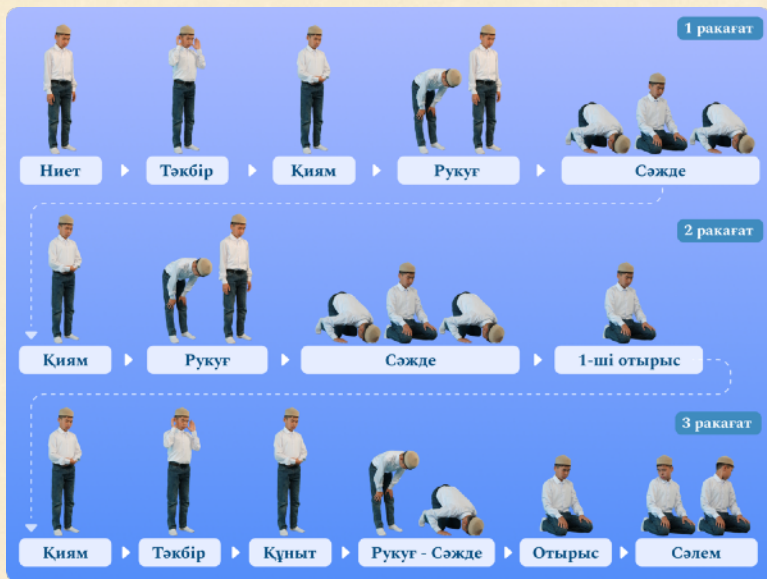 1 ракағат
Ниет
Тәкбір
Қиям
Рукуғ
Сәжде
2 ракағат
Қиям
Рукуғ
Сәжде
1-ші отырыс
3 ракағат
Қиям
Тәкбір
Құныт
Рукуғ - Сәжде
Отырыс
Сәлем